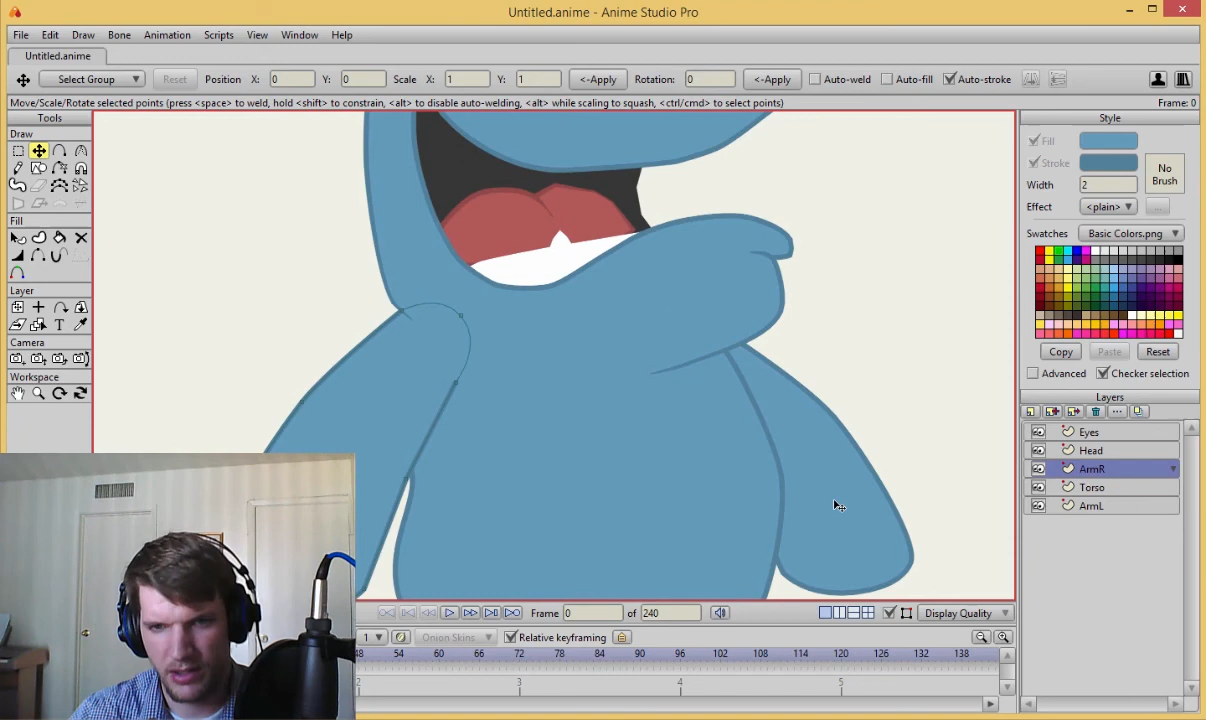 Untitled.anime - Anime Studio Pro
File Edit Draw Bone Animation Scripts View Window Help
Untitled.anime
Select Group Reset Position X: 0 Y: 0 Scale X: 1 Y: 1 <-Apply Rotation: 0 <-Apply Auto-weld Auto-fill Auto-stroke
Move/Scale/Rotate selected points (press <space> to weld, hold <shift> to constrain, <alt> to disable auto-welding, <alt> while scaling to squash, <ctrl/cmd> to select points) Frame: 0
Tools
Draw
Fill
Layer
T
Camera
Workspace
Style
Fill
Stroke
No
Brush
Width 2
Effect <plain> ...
Swatches Basic Colors.png
Copy Paste Reset
Advanced Checker selection
Layers
Eyes
Head
ArmR
Torso
ArmL
Frame 0 of 240 Display Quality
1 Onion Skins Relative keyframing
48 54 60 66 72 78 84 90 96 102 108 114 120 126 132 138
2 3 4 5